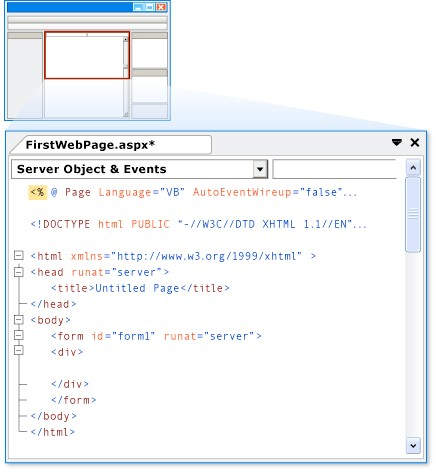 FirstWebPage.aspx*
Server Object & Events
<% @ Page Language="VB" AutoEventWireup="false"...
<!DOCTYPE html PUBLIC “-//W3C//DTD XHTML 1.1//EN”...
<html xmlns="http://www.w3.org/1999/xhtml" >
<head runat="server">
<title>Untitled Page</title>
</head>
<body>
<form id="form1" runat="server">
<div>
</div>
</form>
</body>
</html>